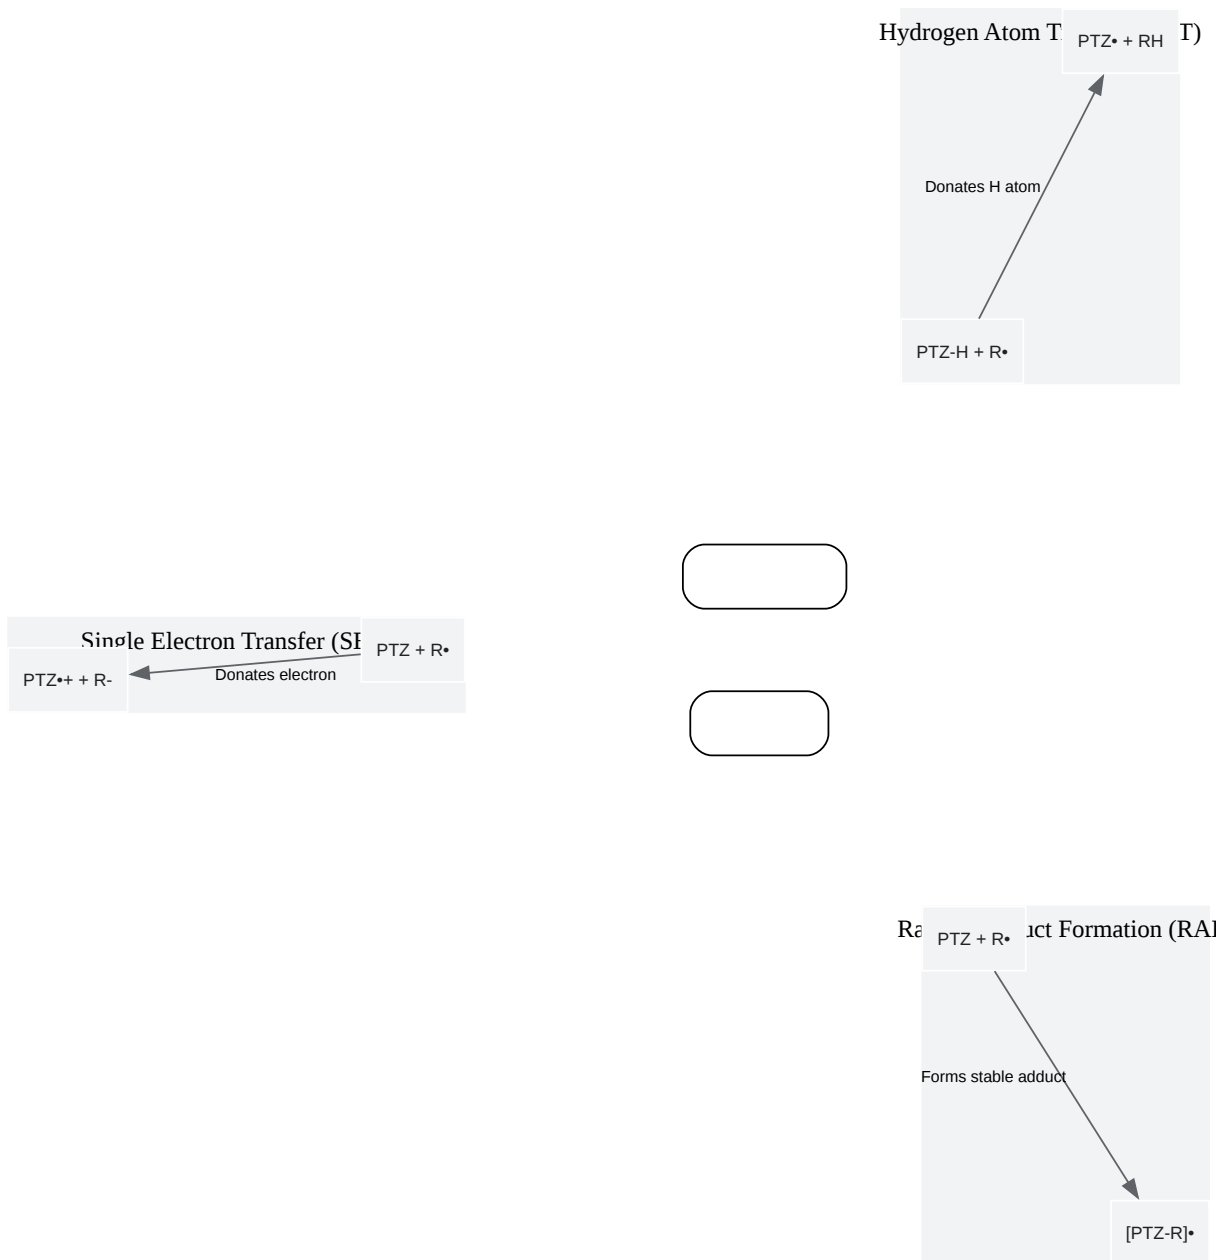 Hydrogen Atom T T)
PTZ• + RH
Donates H atom
PTZ-H + R•
Single Electron Transfer (SE
PTZ + R•
PTZ•+ + R-
Donates electron
Ra uct Formation (RA
PTZ + R•
Forms stable adduct
[PTZ-R]•